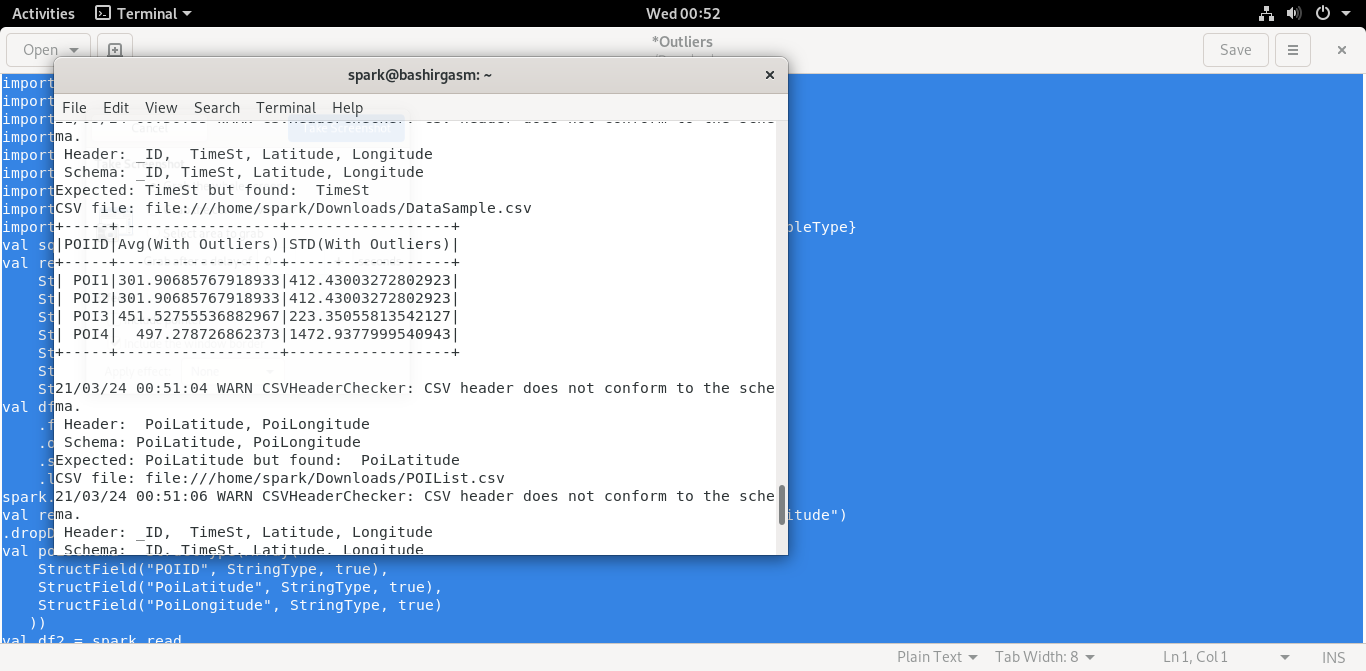 Activities Terminal Wed 00:52
Open *Outliers Save
spark@bashirgasm: ~
File Edit View Search Terminal Help
import
ma.
import
Header: _ID,  TimeSt, Latitude, Longitude
import
Schema: _ID, TimeSt, Latitude, Longitude
import
Expected: TimeSt but found:  TimeSt
import
CSV file: file:///home/spark/Downloads/DataSample.csv
import
+-----+------------------+------------------+
import
bleType}
|POIID|Avg(With Outliers)|STD(With Outliers)|
val sq
+-----+------------------+------------------+
val re
| POI1|301.90685767918933|412.43003272802923|
St
| POI2|301.90685767918933|412.43003272802923|
St
| POI3|451.52755536882967|223.35055813542127|
St
| POI4|  497.278726862373|1472.9377999540943|
St
+-----+------------------+------------------+
St
St
21/03/24 00:51:04 WARN CSVHeaderChecker: CSV header does not conform to the sche
St
ma.
val df
Header:  PoiLatitude, PoiLongitude
Schema: PoiLatitude, PoiLongitude
Expected: PoiLatitude but found:  PoiLatitude
CSV file: file:///home/spark/Downloads/POIList.csv
21/03/24 00:51:06 WARN CSVHeaderChecker: CSV header does not conform to the sche
spark.
ma.
val re
itude")
Header: _ID,  TimeSt, Latitude, Longitude
.dropD
Schema: _ID, TimeSt, Latitude, Longitude
val po
StructField("POIID", StringType, true),
StructField("PoiLatitude", StringType, true),
StructField("PoiLongitude", StringType, true)
))
val df2 = spark.read
Plain Text Tab Width: 8 Ln 1, Col 1 INS